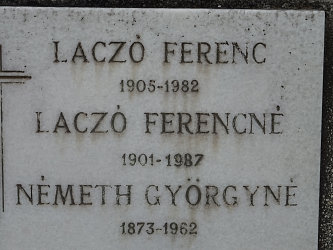 LACZÓ FERENC
1905-1982
LACZÓ FERENCNÉ
1901-1987
NÉMETH GYÖRGYNÉ
1873-1962